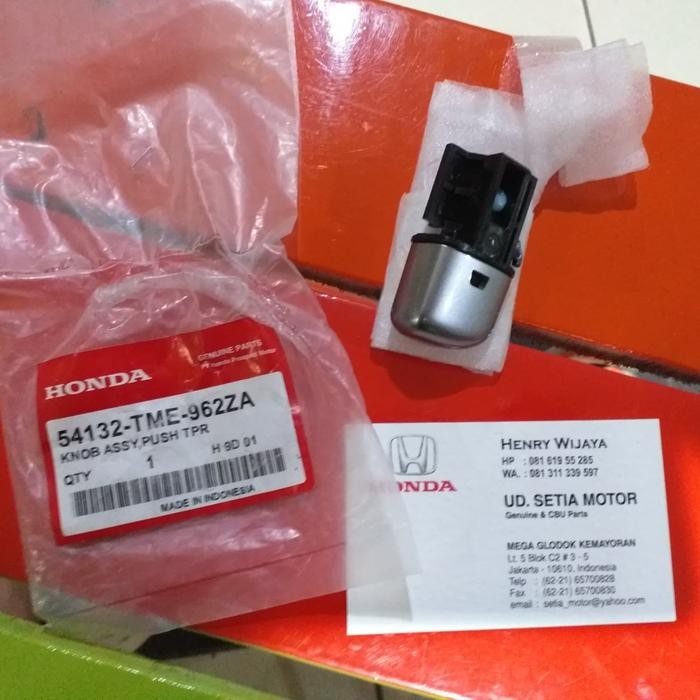 GENUINE PARTS
HONDA
54132-TME-962ZA
KNOB ASSY,PUSH TPR
QTY 1 H 9D 01
MADE IN INDONESIA
HONDA
HENRY WIJAYA
HP : 081 619 55 285
WA. : 081 311 339 597
UD. SETIA MOTOR
Genuine & CBU Parts
MEGA GLODOK KEMAYORAN
Lt. 5 Blok C2 # 3 - 5
Jakarta - 10610, Indonesia
Telp : (62-21) 65700828
Fax : (62-21) 65700830
email : setia_motor@yahoo.com